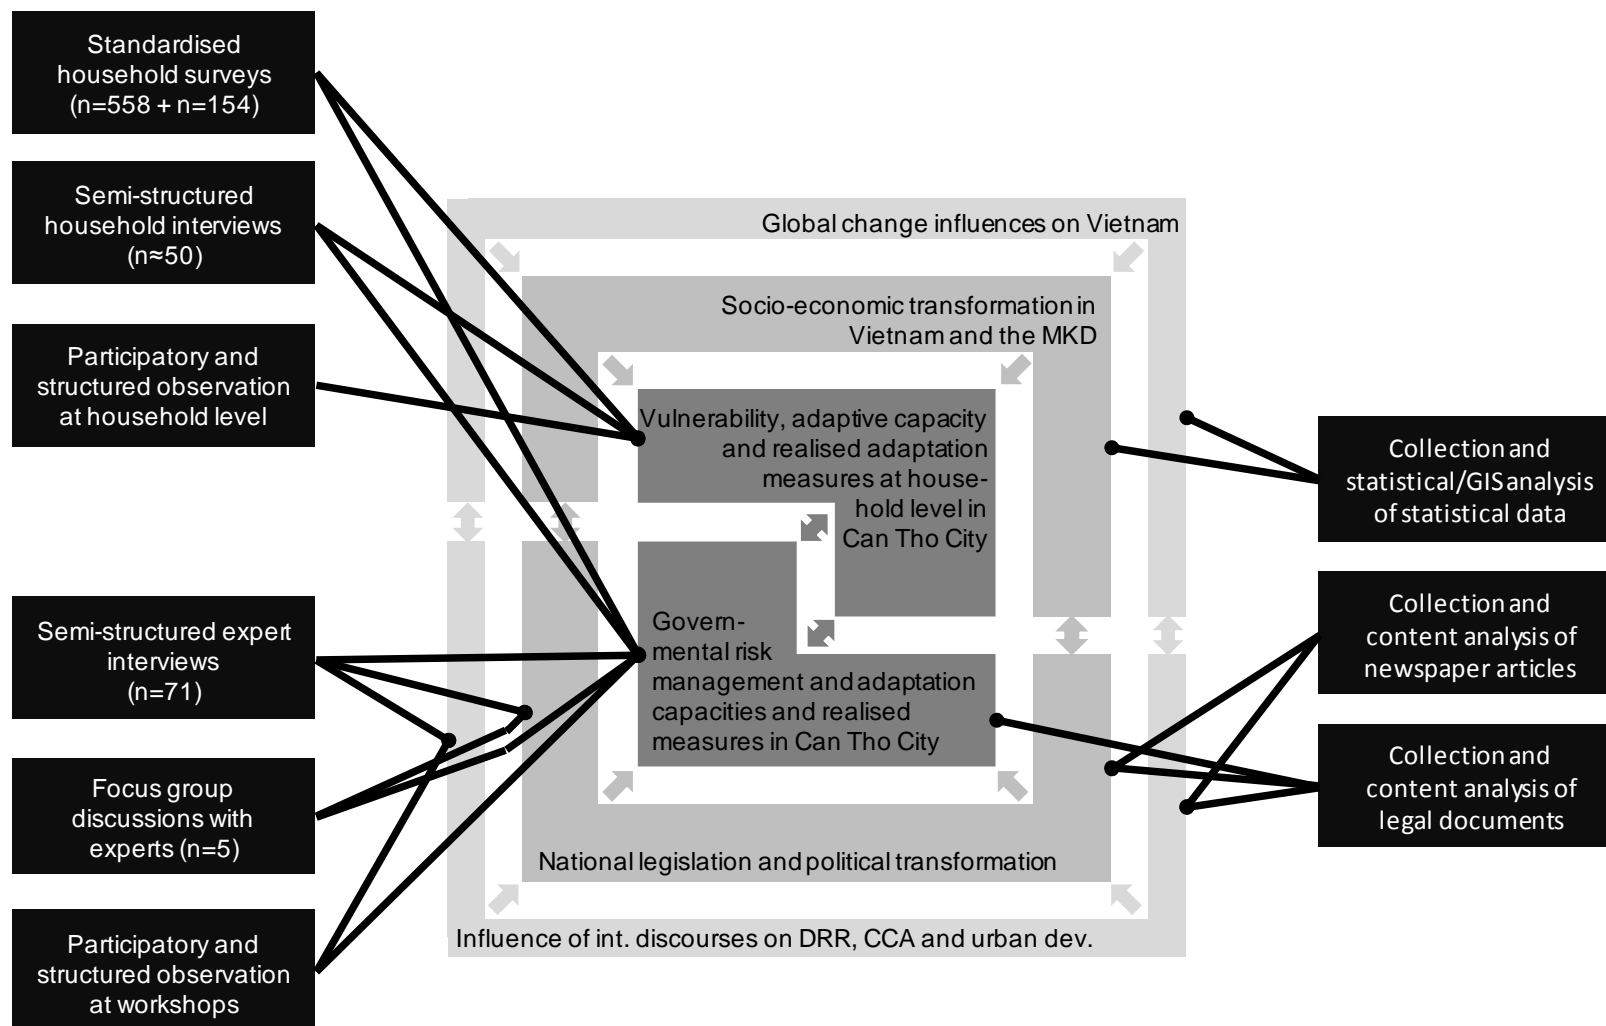 Standardised
household surveys
(n=558 + n=154)
Semi-structured
household interviews
(n≈50)
Participatory and
structured observation
at household level
Semi-structured expert
interviews
(n=71)
Focus group
discussions with
experts (n=5)
Participatory and
structured observation
at workshops
Global change influences on Vietnam
Socio-economic transformation in
Vietnam and the MKD
Vulnerability, adaptive capacity
and realised adaptation
measures at house-
hold level in
Can Tho City
Govern-
mental risk
management and adaptation
capacities and realised
measures in Can Tho City
National legislation and political transformation
Influence of int. discourses on DRR, CCA and urban dev.
Collection and
statistical/GIS analysis
of statistical data
Collection and
content analysis of
newspaper articles
Collection and
content analysis of
legal documents